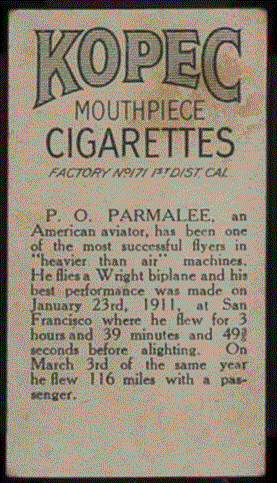 KOPEC
MOUTHPIECE
CIGARETTES
FACTORY Nº171 1ST DIST. CAL.
P. O. PARMALEE, an
American aviator, has been one
of the most successful flyers in
"heavier than air" machines.
He flies a Wright biplane and his
best performance was made on
January 23rd, 1911, at San
Francisco where he flew for 3
hours and 39 minutes and 49⅖
seconds before alighting. On
March 3rd of the same year
he flew 116 miles with a pas-
senger.